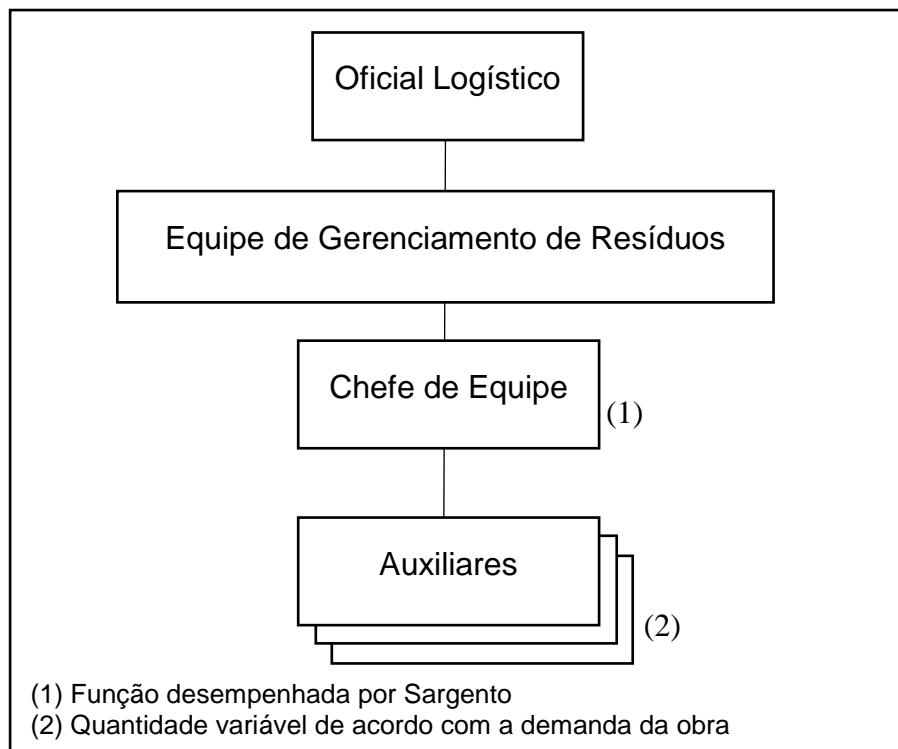 Oficial Logístico
Equipe de Gerenciamento de Resíduos
Chefe de Equipe
(1)
Auxiliares
(2)
(1) Função desempenhada por Sargento
(2) Quantidade variável de acordo com a demanda da obra